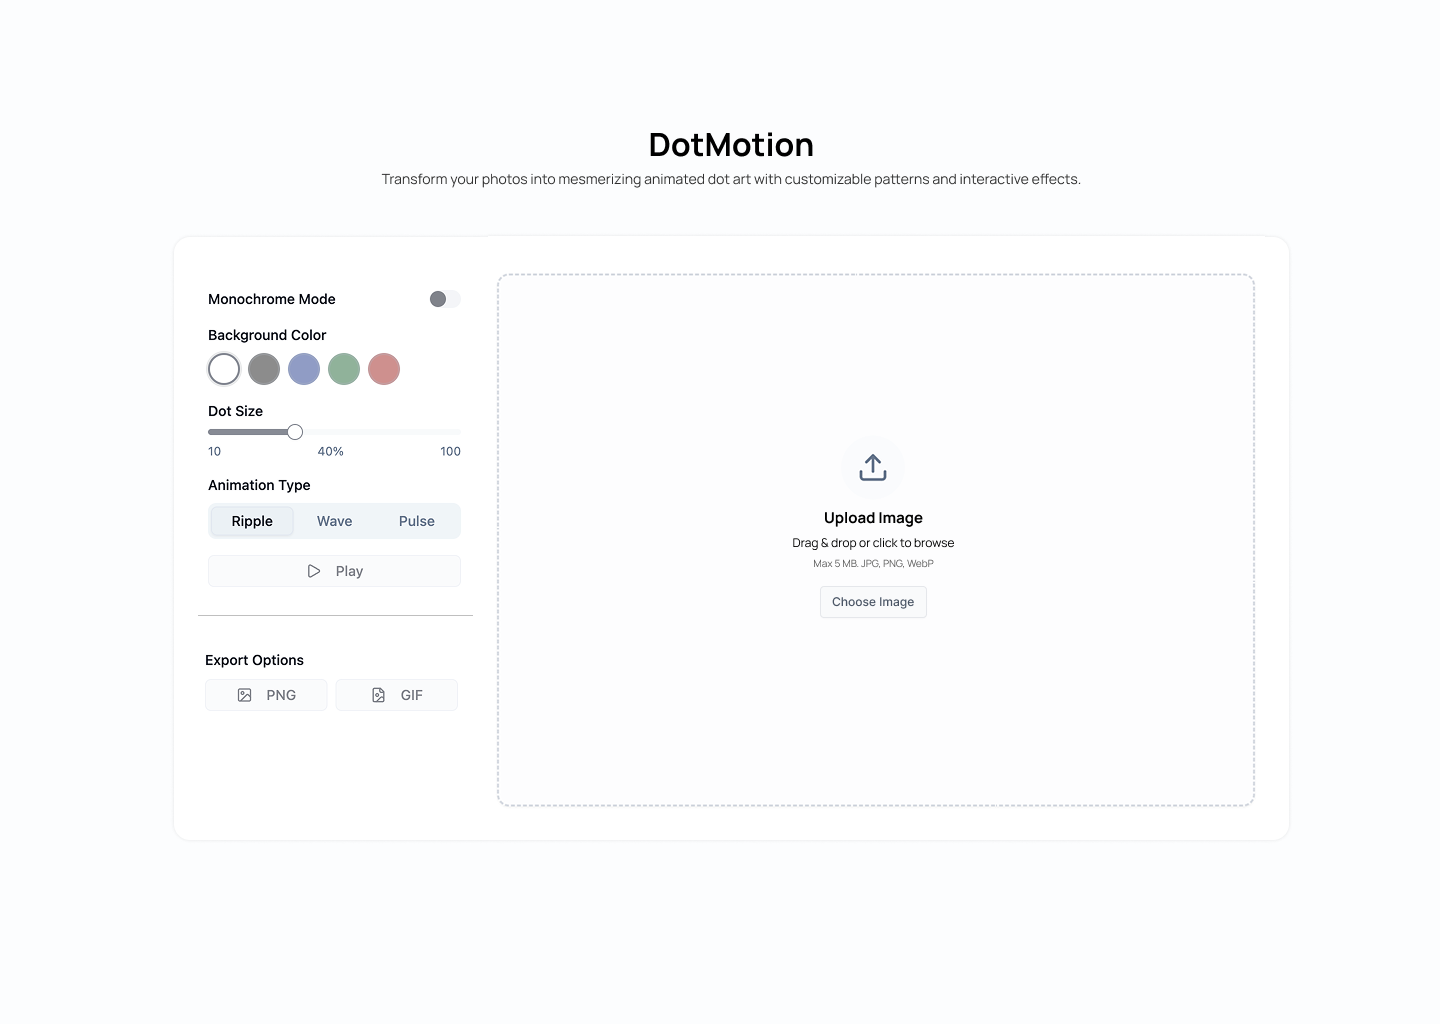 DotMotion
Transform your photos into mesmerizing animated dot art with customizable patterns and interactive effects.
Monochrome Mode
Background Color
Dot Size
10 40% 100
Animation Type
Ripple Wave Pulse
Play
Export Options
PNG GIF
Upload Image
Drag & drop or click to browse
Max 5 MB. JPG, PNG, WebP
Choose Image